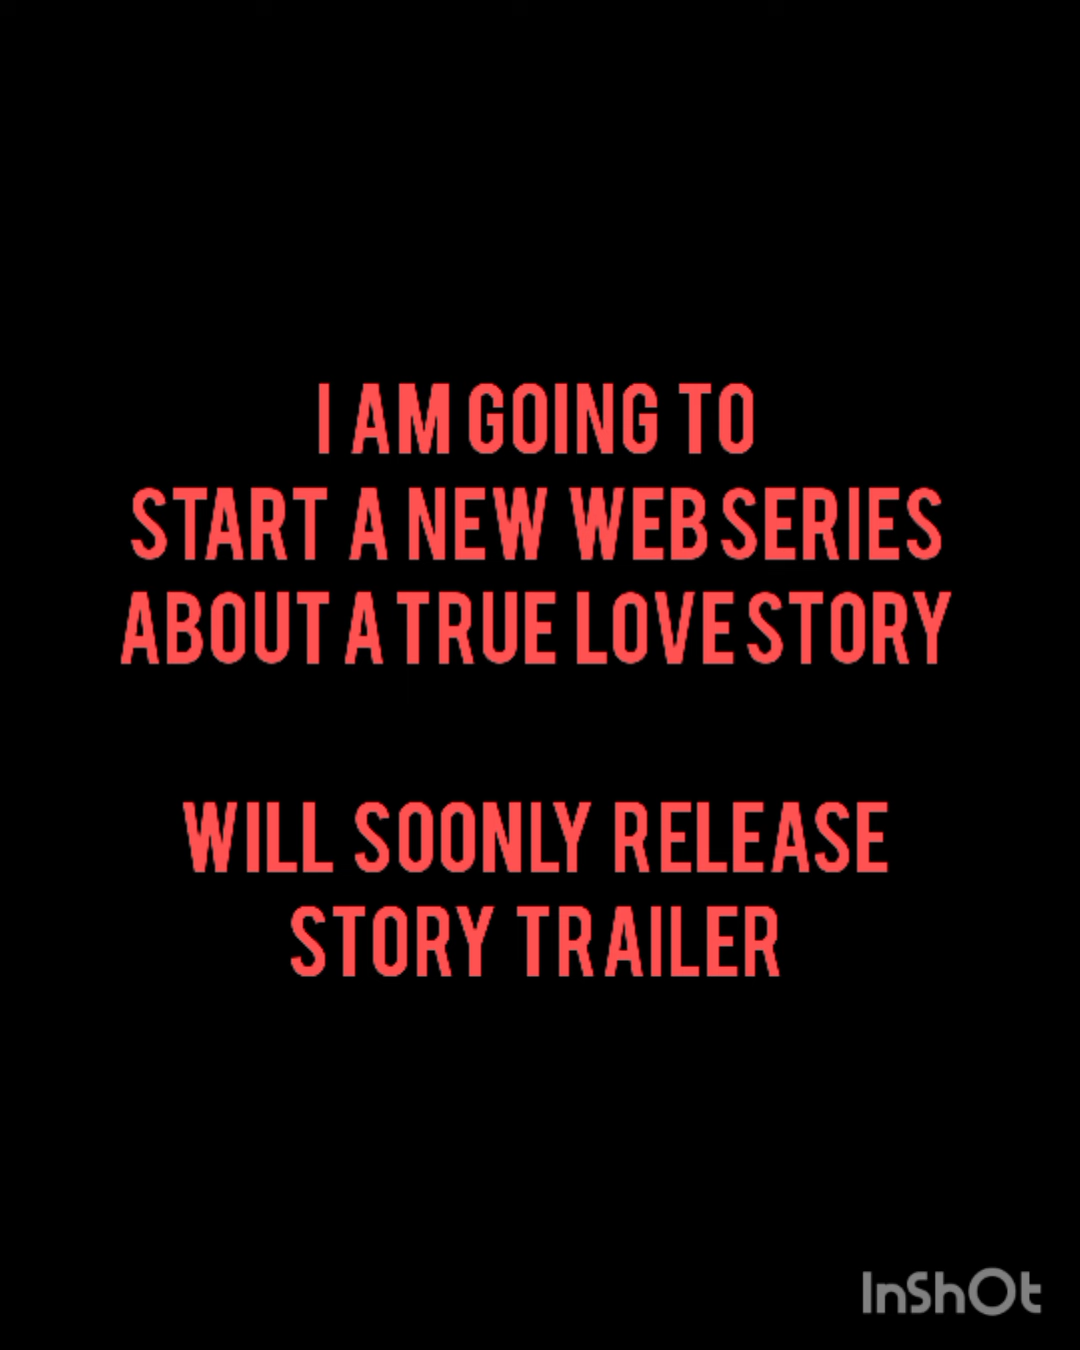 I AM GOING TO
START A NEW WEB SERIES
ABOUT A TRUE LOVE STORY
WILL SOONLY RELEASE
STORY TRAILER
InShOt